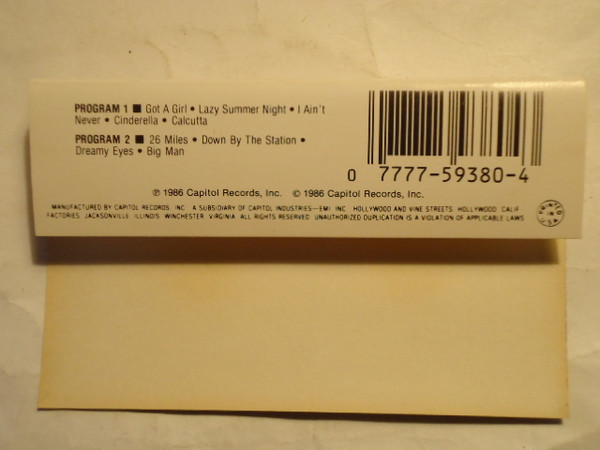 PROGRAM 1 ■ Got A Girl • Lazy Summer Night • I Ain't
Never • Cinderella • Calcutta
PROGRAM 2 ■ 26 Miles • Down By The Station •
Dreamy Eyes • Big Man
0 7777-59380-4
℗ 1986 Capitol Records, Inc. © 1986 Capitol Records, Inc.
MANUFACTURED BY CAPITOL RECORDS, INC. A SUBSIDIARY OF CAPITOL INDUSTRIES—EMI, INC. HOLLYWOOD AND VINE STREETS, HOLLYWOOD, CALIF.
FACTORIES: JACKSONVILLE, ILLINOIS, WINCHESTER, VIRGINIA. ALL RIGHTS RESERVED. UNAUTHORIZED DUPLICATION IS A VIOLATION OF APPLICABLE LAWS.
PRINTED IN U.S.A.